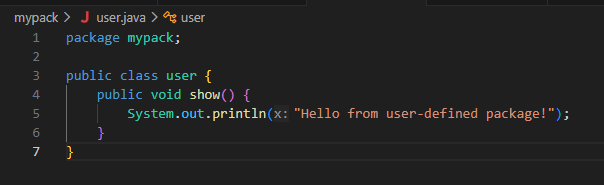 mypack > J user.java > user
1 package mypack;
2
3 public class user {
4     public void show() {
5         System.out.println(x:"Hello from user-defined package!");
6     }
7 }